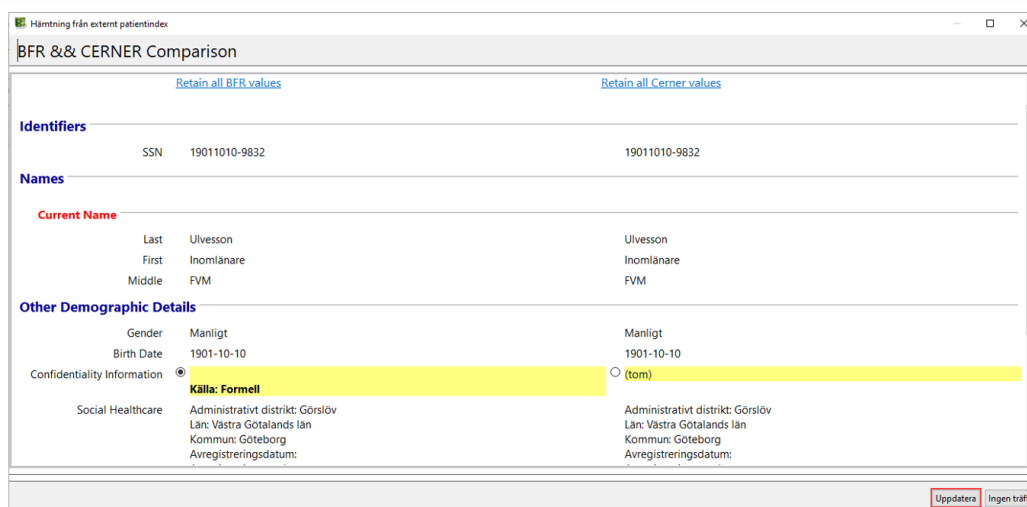 Hämtning från externt patientindex
BFR && CERNER Comparison
Retain all BFR values Retain all Cerner values
Identifiers
SSN 19011010-9832 19011010-9832
Names
Current Name
Last Ulvesson Ulvesson
First Inomlänare Inomlänare
Middle FVM FVM
Other Demographic Details
Gender Manligt Manligt
Birth Date 1901-10-10 1901-10-10
Confidentiality Information (tom)
Källa: Formell
Social Healthcare Administrativt distrikt: Görslöv Administrativt distrikt: Görslöv
Län: Västra Götalands län Län: Västra Götalands län
Kommun: Göteborg Kommun: Göteborg
Avregistreringsdatum: Avregistreringsdatum:
Uppdatera Ingen träff